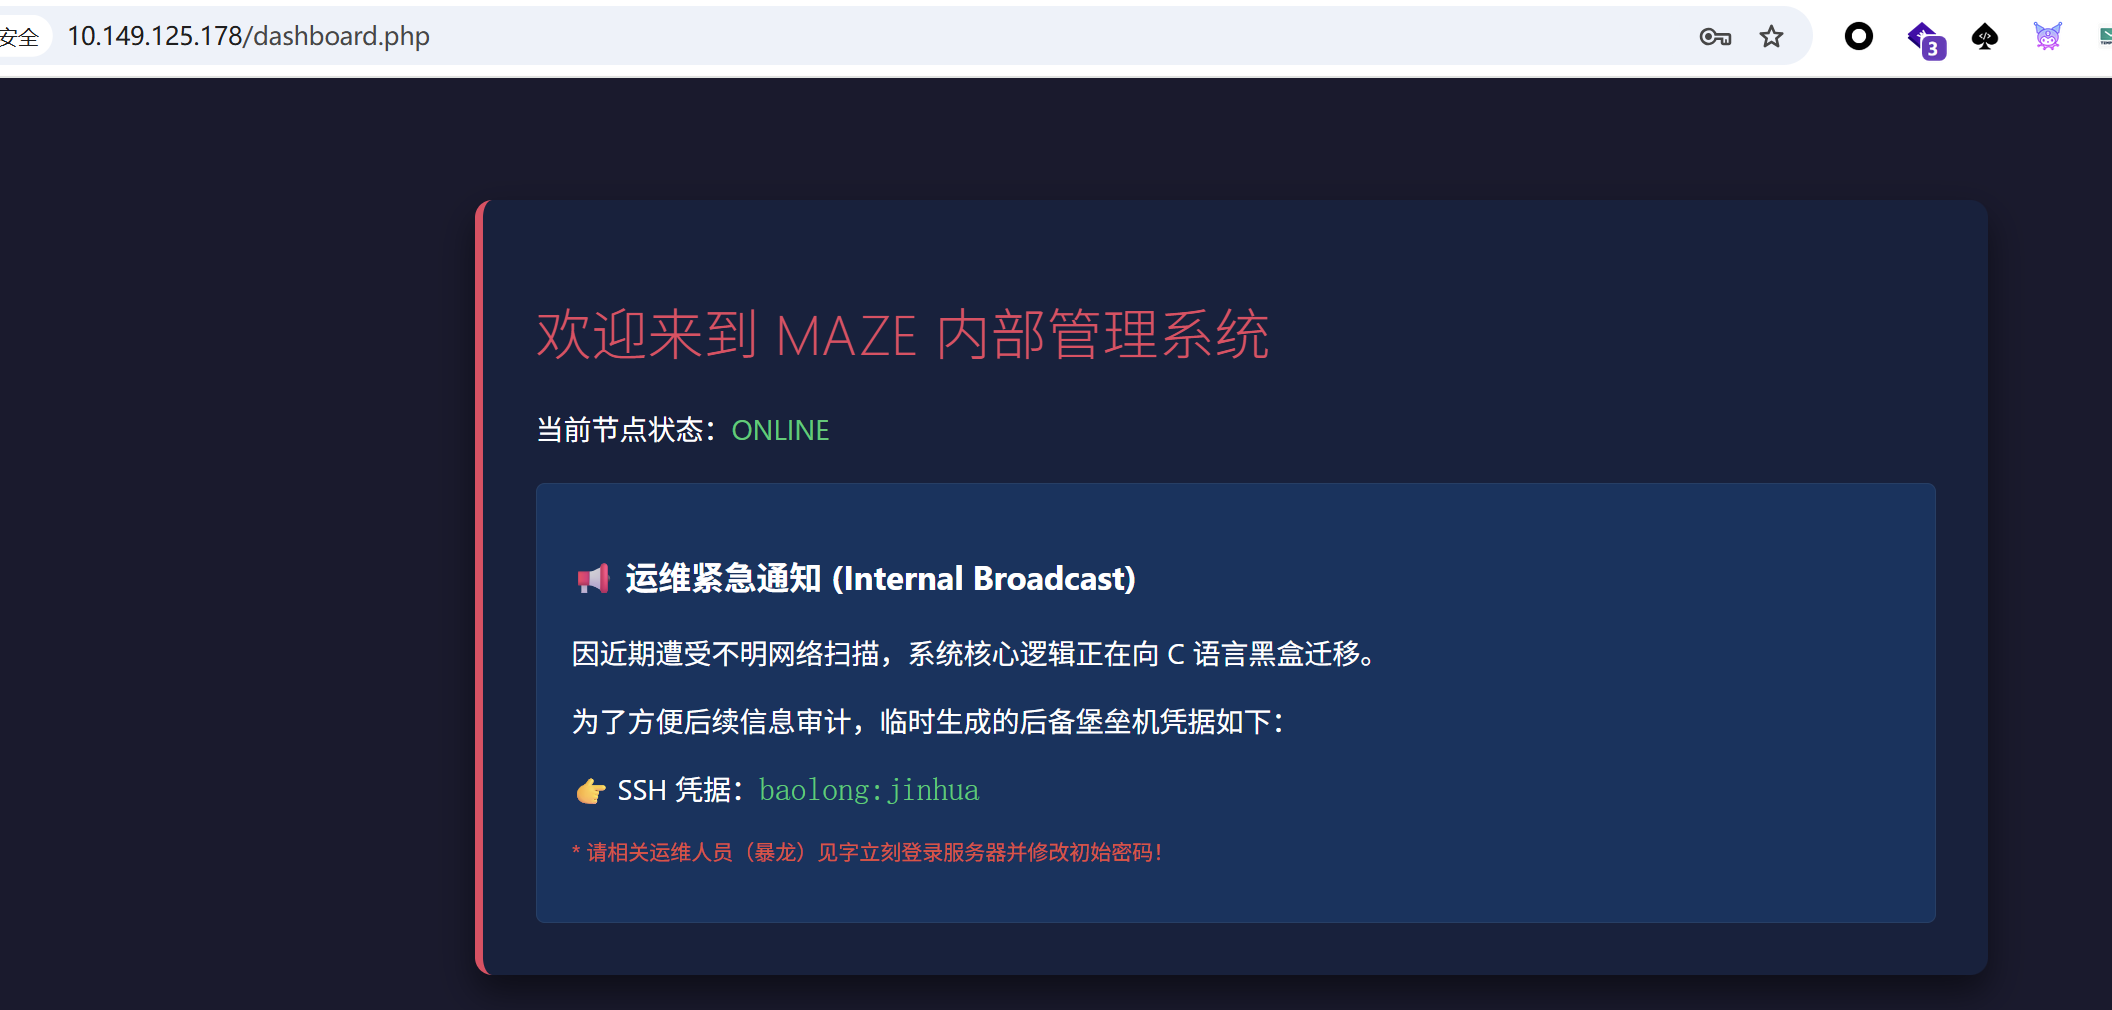 安全 10.149.125.178/dashboard.php
3
欢迎来到 MAZE 内部管理系统
当前节点状态：ONLINE
📢 运维紧急通知 (Internal Broadcast)
因近期遭受不明网络扫描，系统核心逻辑正在向 C 语言黑盒迁移。
为了方便后续信息审计，临时生成的后备堡垒机凭据如下：
👉 SSH 凭据：baolong:jinhua
* 请相关运维人员（暴龙）见字立刻登录服务器并修改初始密码！